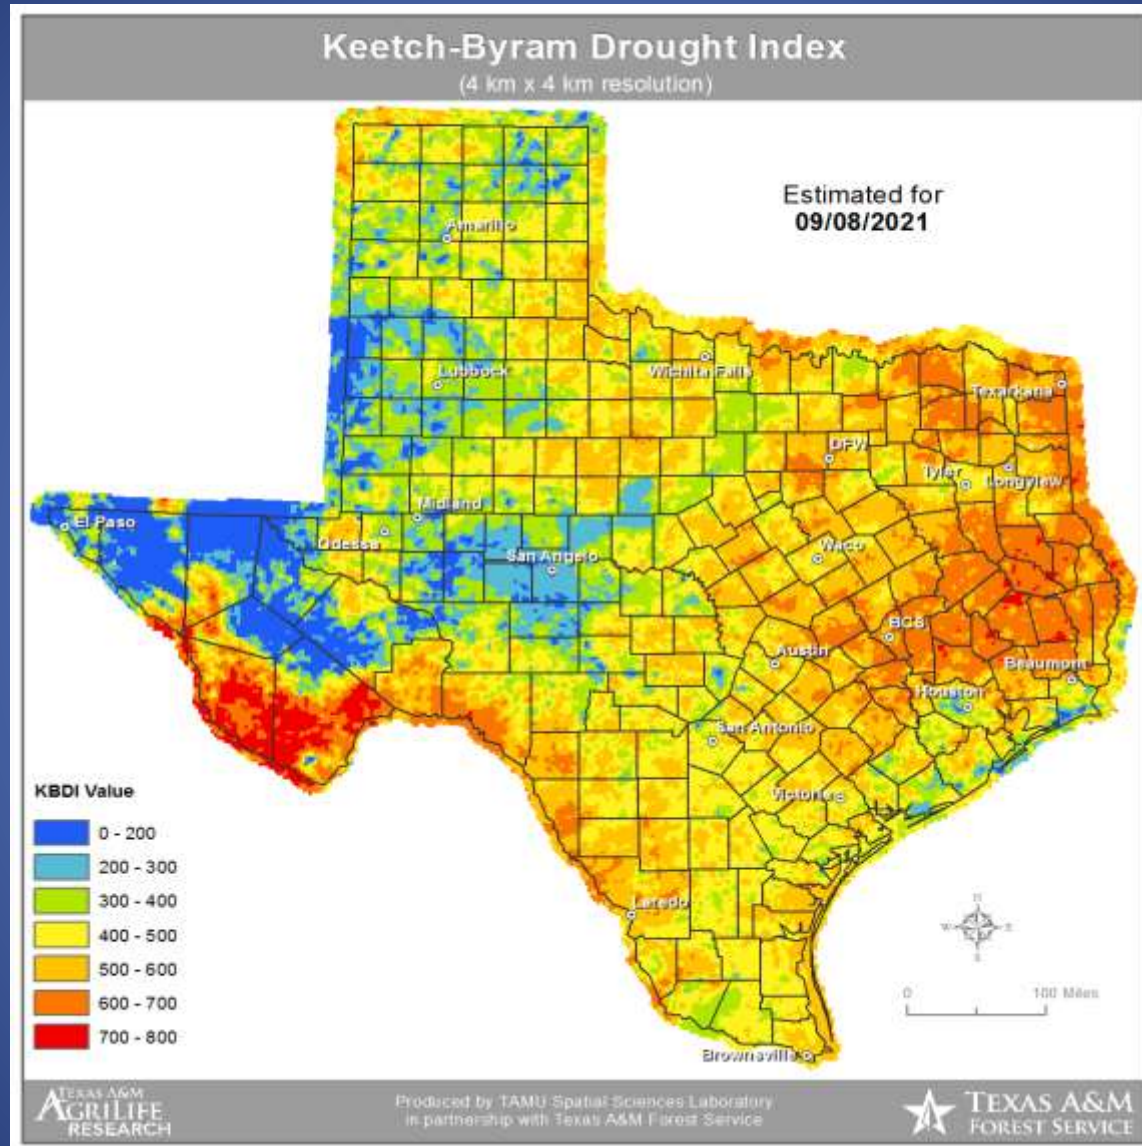 Keetch-Byram Drought Index
(4 km x 4 km resolution)
Estimated for
09/08/2021
Amarillo
Lubbock
Wichita Falls
Texarkana
DFW
Tyler
Longview
Midland
El Paso
Odessa
San Angelo
Waco
BCS
Austin
Beaumont
Houston
San Antonio
Victoria
Laredo
Brownsville
KBDI Value
0 - 200
200 - 300
300 - 400
400 - 500
500 - 600
600 - 700
700 - 800
N
W E
S
0 100 Miles
TEXAS A&M
AGRILIFE
RESEARCH
Produced by TAMU Spatial Sciences Laboratory
in partnership with Texas A&M Forest Service
TEXAS A&M
FOREST SERVICE